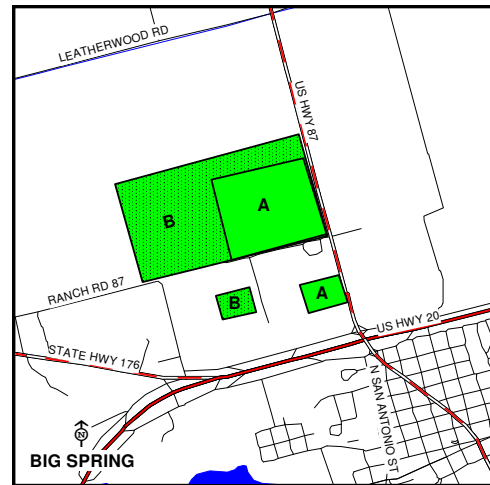 LEATHERWOOD RD
US HWY 87
A
B
RANCH RD 87
B
A
US HWY 20
STATE HWY 176
N SAN ANTONIO ST
N
BIG SPRING